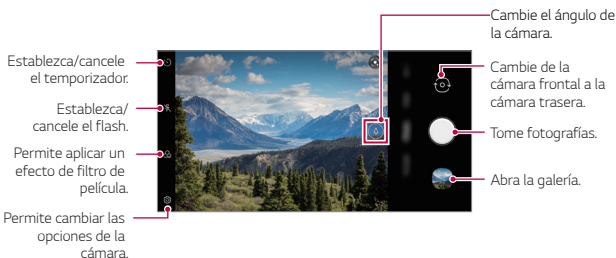 Establezca/cancele
el temporizador.
Establezca/
cancele el flash.
Permite aplicar un
efecto de filtro de
película.
Permite cambiar las
opciones de la
cámara.
Cambie el ángulo de
la cámara.
Cambie de la
cámara frontal a la
cámara trasera.
Tome fotografías.
Abra la galería.